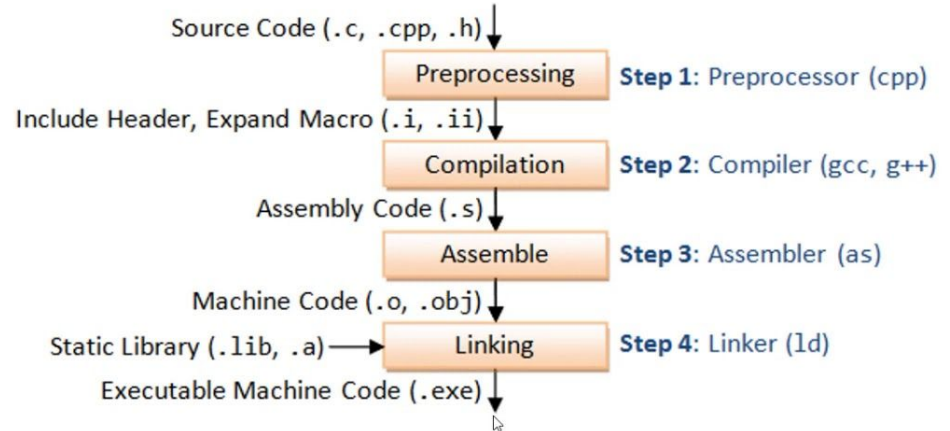 Source Code (.c, .cpp, .h)
Preprocessing
Step 1: Preprocessor (cpp)
Include Header, Expand Macro (.i, .ii)
Compilation
Step 2: Compiler (gcc, g++)
Assembly Code (.s)
Assemble
Step 3: Assembler (as)
Machine Code (.o, .obj)
Static Library (.lib, .a)
Linking
Step 4: Linker (ld)
Executable Machine Code (.exe)